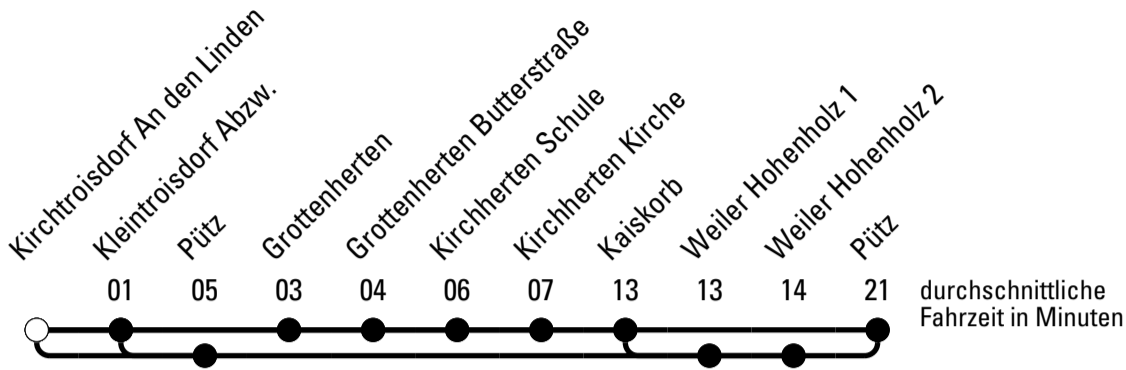 Kirchtroisdorf An den Linden
Kleintroisdorf Abzw.
Pütz
Grottenherten
Grottenherten Butterstraße
Kirchherten Schule
Kirchherten Kirche
Kaiskorb
Weiler Hohenholz 1
Weiler Hohenholz 2
Pütz
01 05 03 04 06 07 13 13 14 21
durchschnittliche
Fahrzeit in Minuten